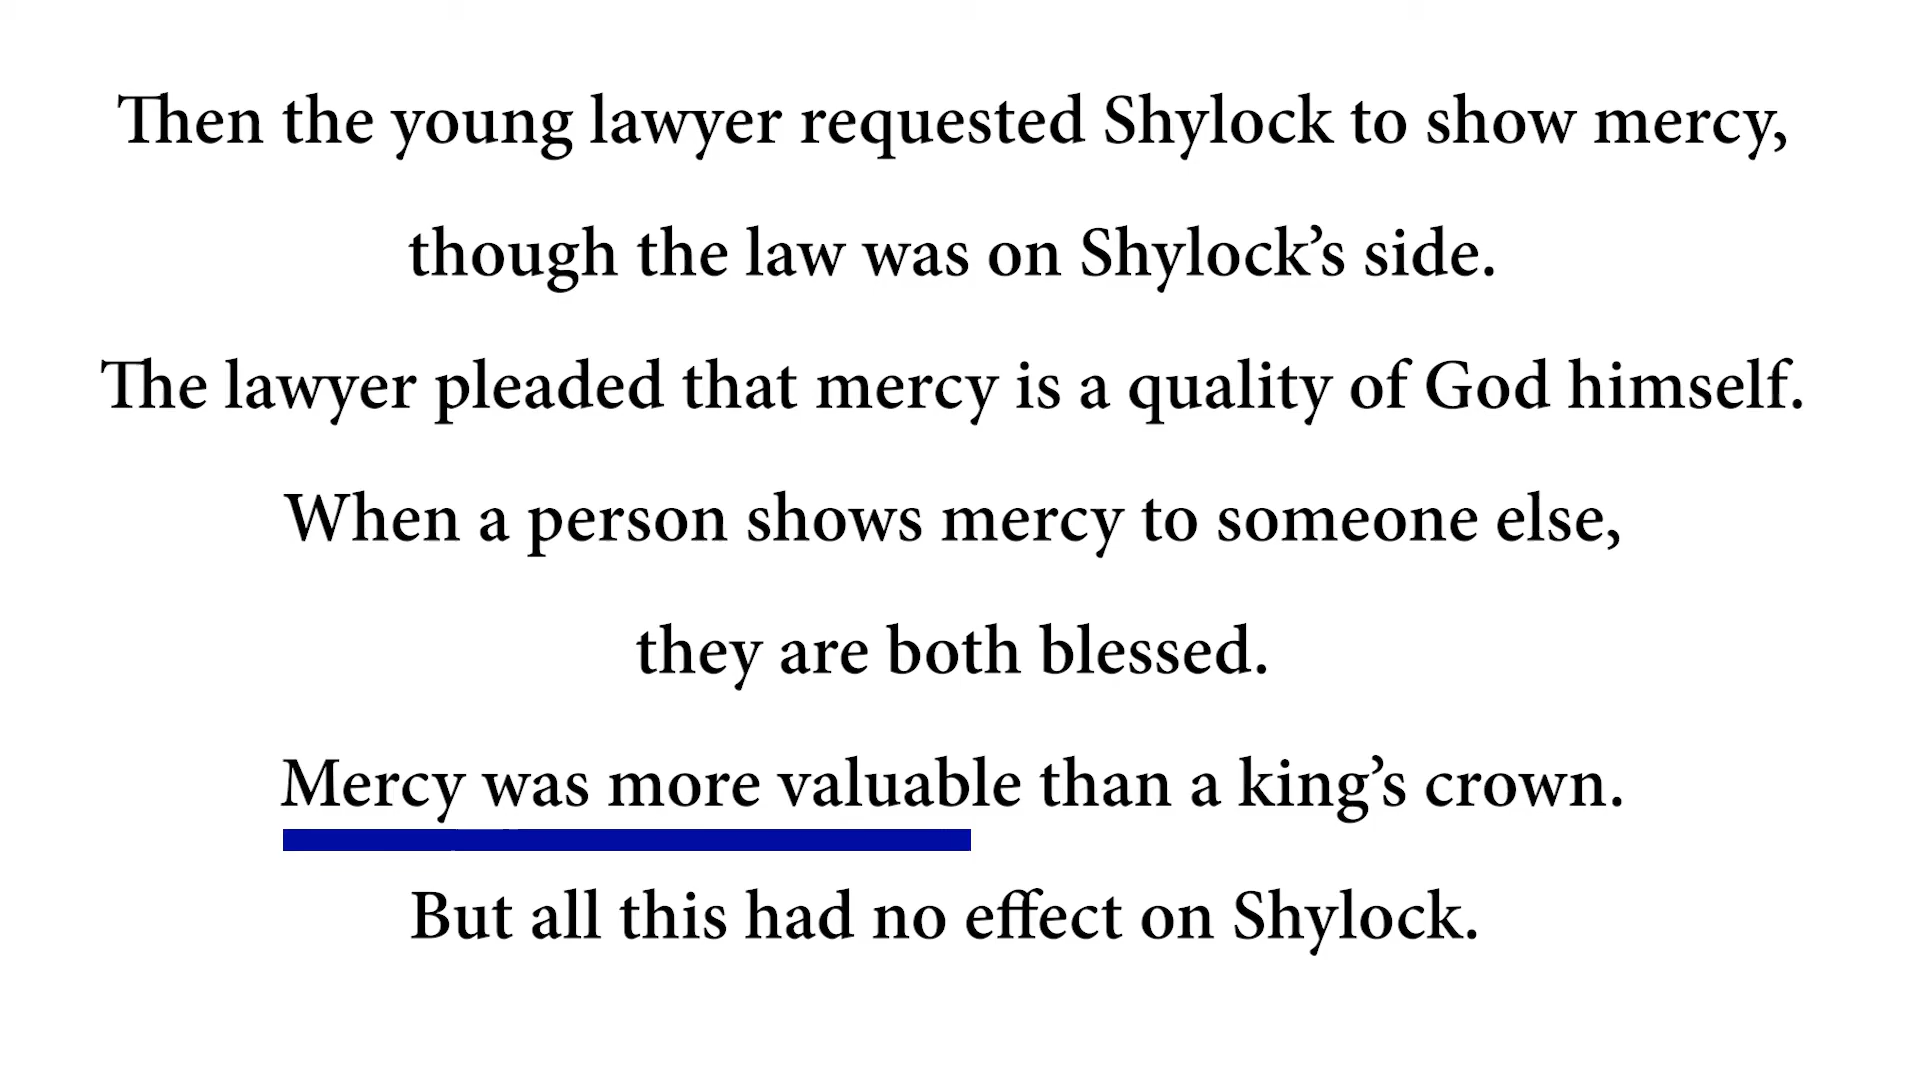 Then the young lawyer requested Shylock to show mercy,
though the law was on Shylock’s side.
The lawyer pleaded that mercy is a quality of God himself.
When a person shows mercy to someone else,
they are both blessed.
Mercy was more valuable than a king’s crown.
But all this had no effect on Shylock.